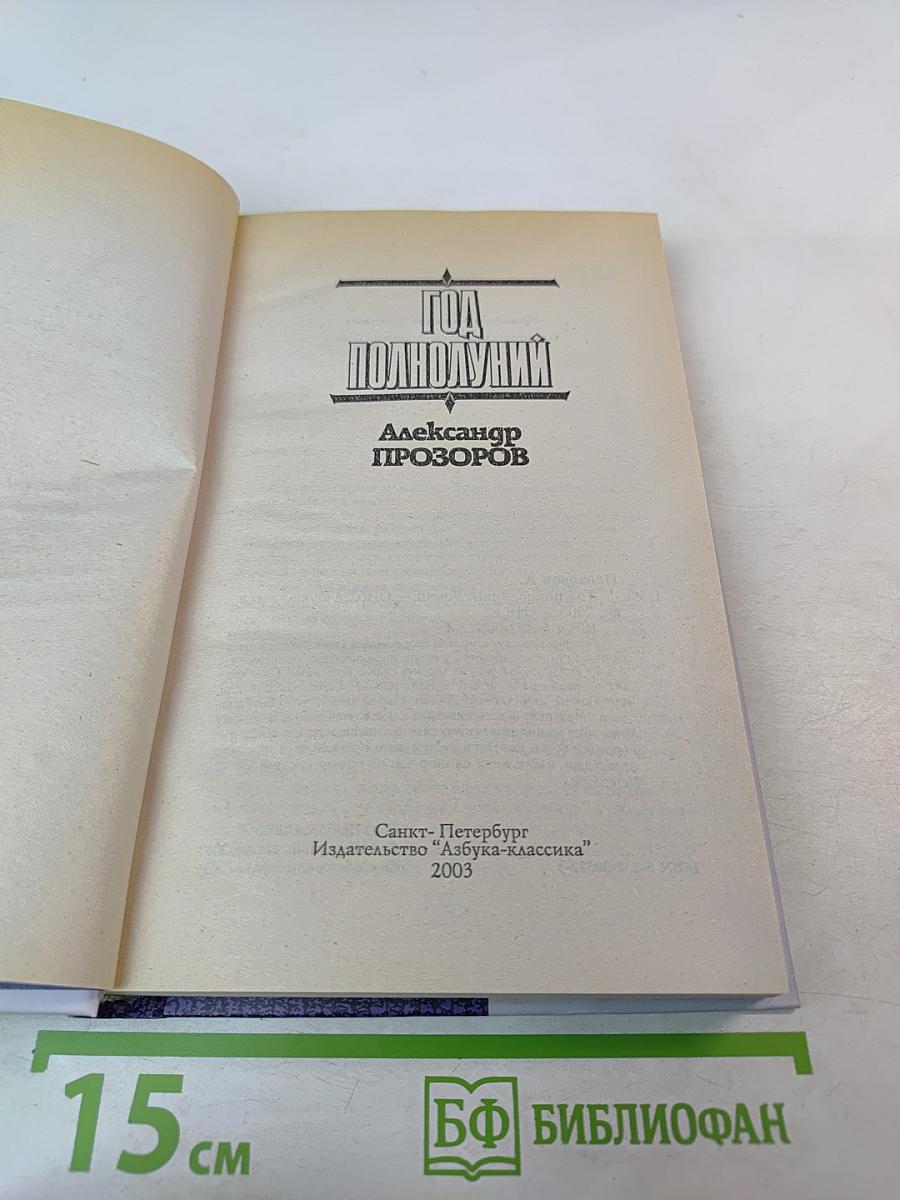 ГОД
ПОЛНОЛУНИЙ
Александр
ПРОЗОРОВ
Санкт- Петербург
Издательство "Азбука-классика"
2003
15 см
БФ БИБЛИОФАН